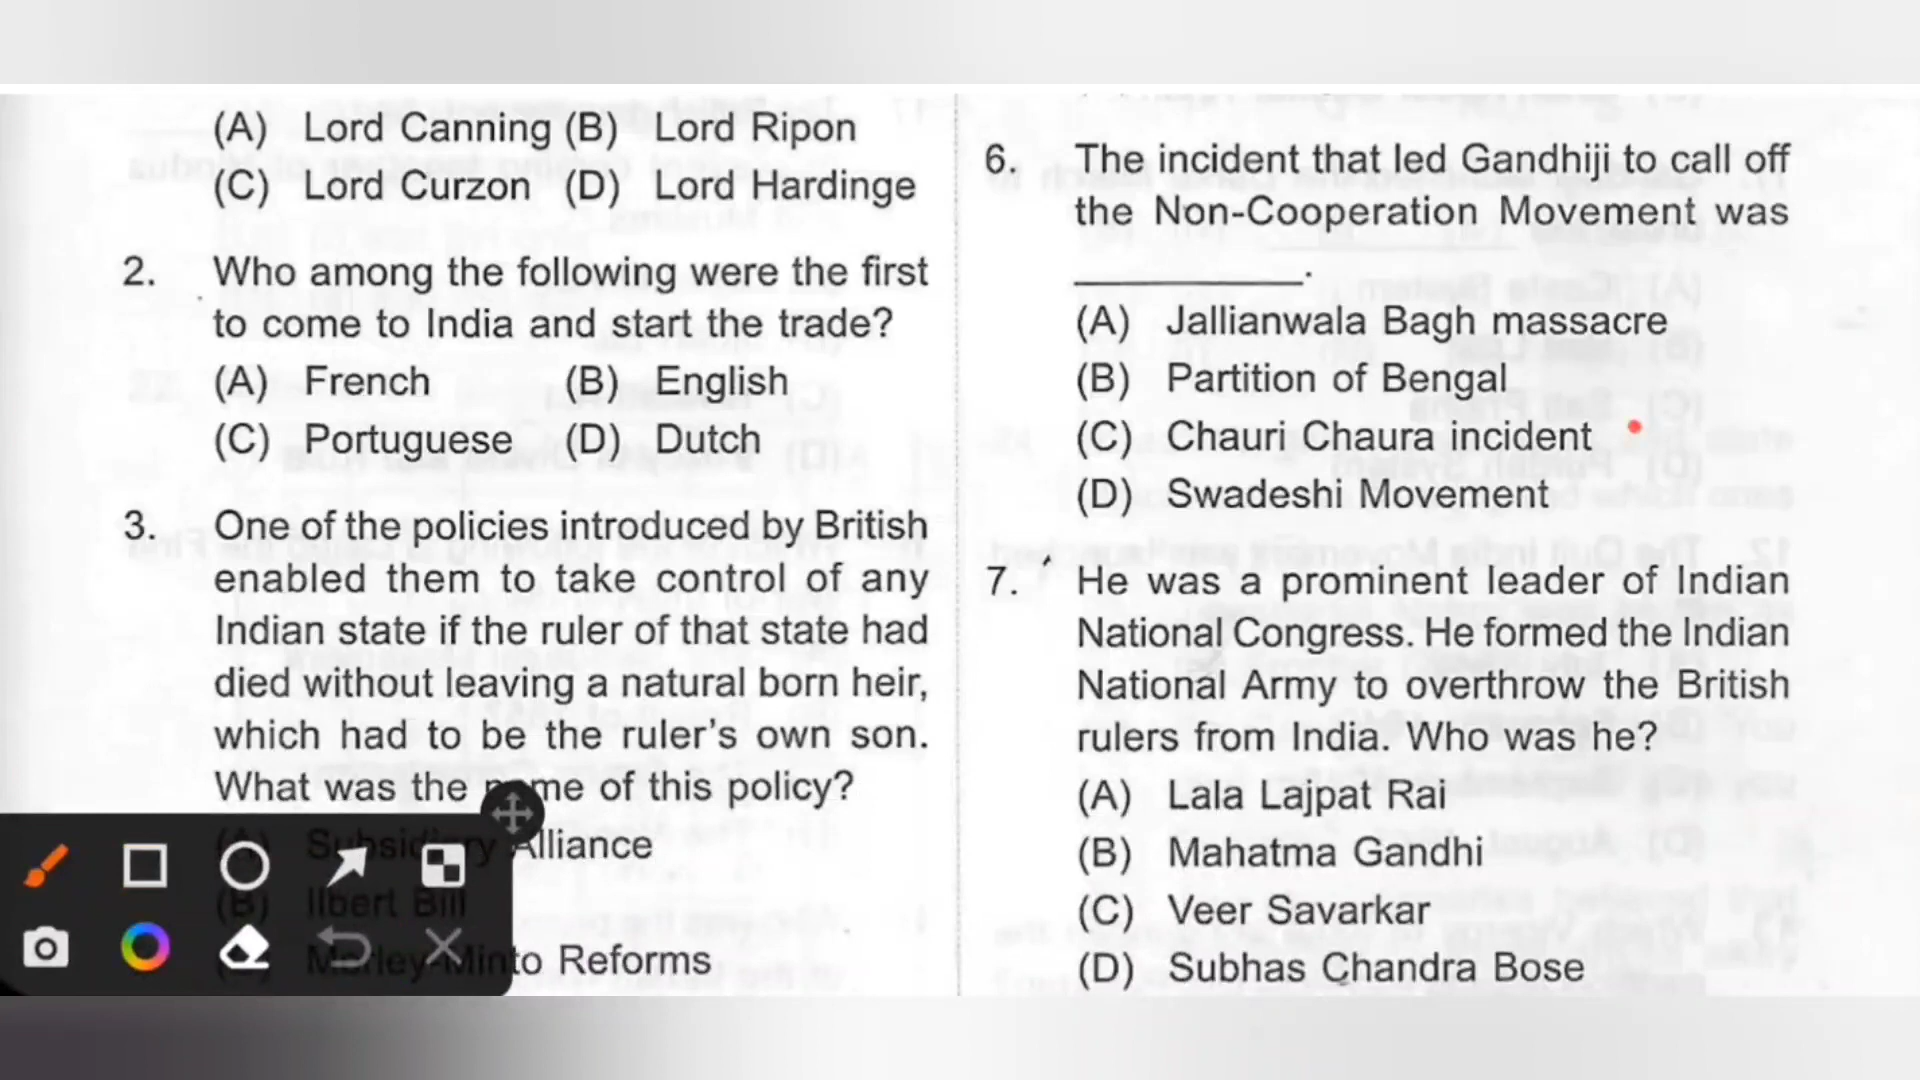 (A) Lord Canning (B) Lord Ripon
(C) Lord Curzon (D) Lord Hardinge
2. Who among the following were the first
to come to India and start the trade?
(A) French (B) English
(C) Portuguese (D) Dutch
3. One of the policies introduced by British
enabled them to take control of any
Indian state if the ruler of that state had
died without leaving a natural born heir,
which had to be the ruler's own son.
What was the name of this policy?
(A) Subsidiary Alliance
(B) Ilbert Bill
Morley-Minto Reforms
6. The incident that led Gandhiji to call off
the Non-Cooperation Movement was
____________.
(A) Jallianwala Bagh massacre
(B) Partition of Bengal
(C) Chauri Chaura incident
(D) Swadeshi Movement
7. He was a prominent leader of Indian
National Congress. He formed the Indian
National Army to overthrow the British
rulers from India. Who was he?
(A) Lala Lajpat Rai
(B) Mahatma Gandhi
(C) Veer Savarkar
(D) Subhas Chandra Bose